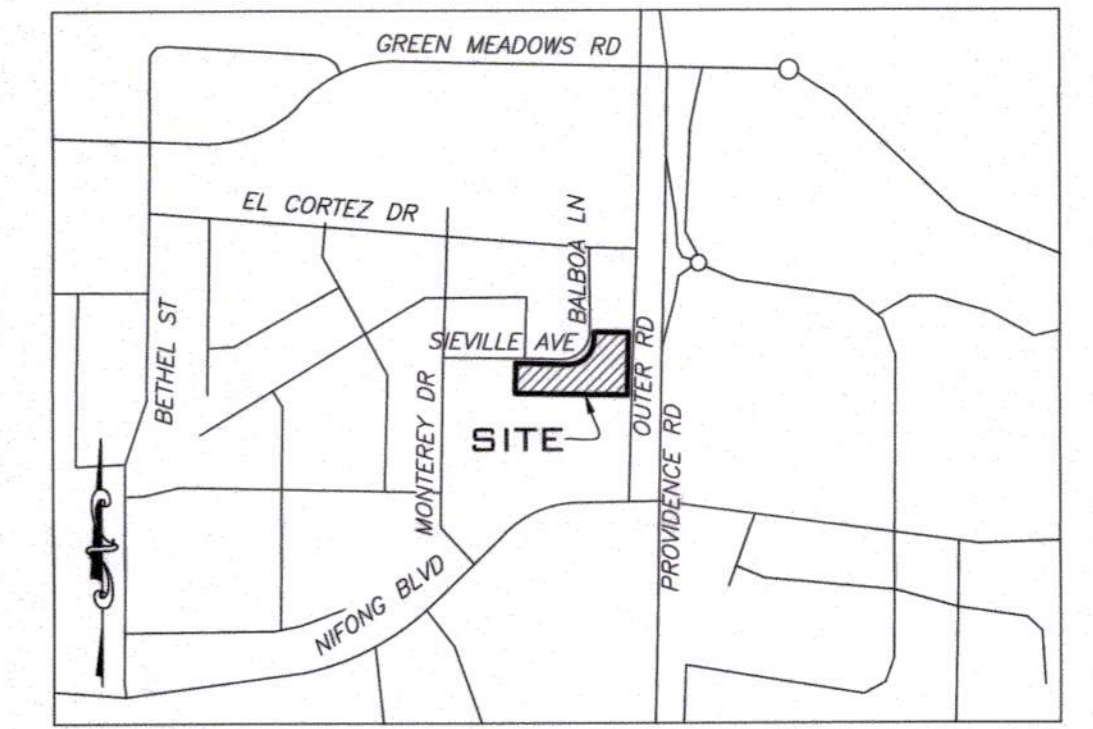 GREEN MEADOWS RD
EL CORTEZ DR
BALBOA LN
BETHEL ST
SIEVILLE AVE
OUTER RD
MONTEREY DR
SITE
PROVIDENCE RD
NIFONG BLVD